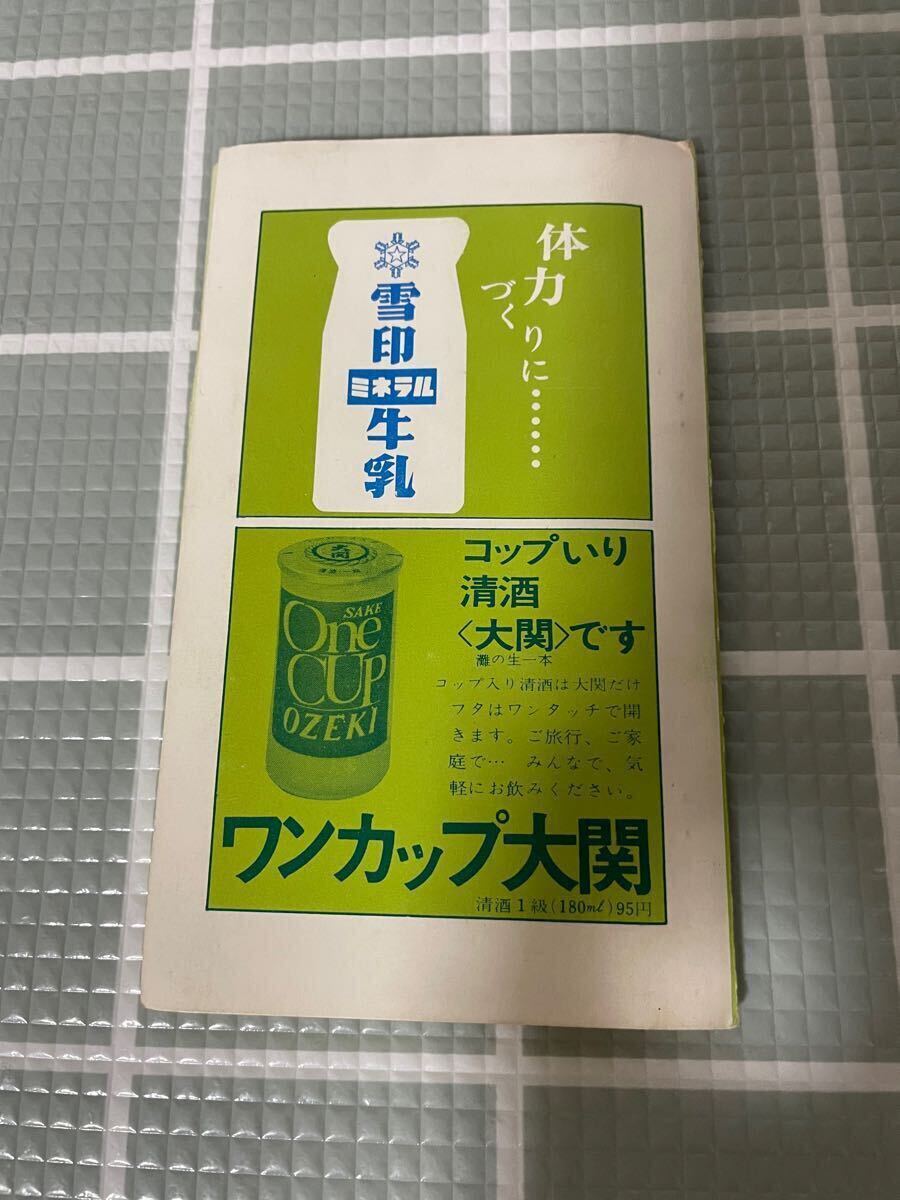 体力
づくりに……
雪印
ミネラル
牛乳
コップいり
清酒
〈大関〉です
灘の生一本
コップ入り清酒は大関だけ
フタはワンタッチで開
きます。ご旅行、ご家
庭で… みんなで、気
軽にお飲みください。
大関
SAKE
One
CUP
OZEKI
ワンカップ大関
清酒1級(180ml)95円